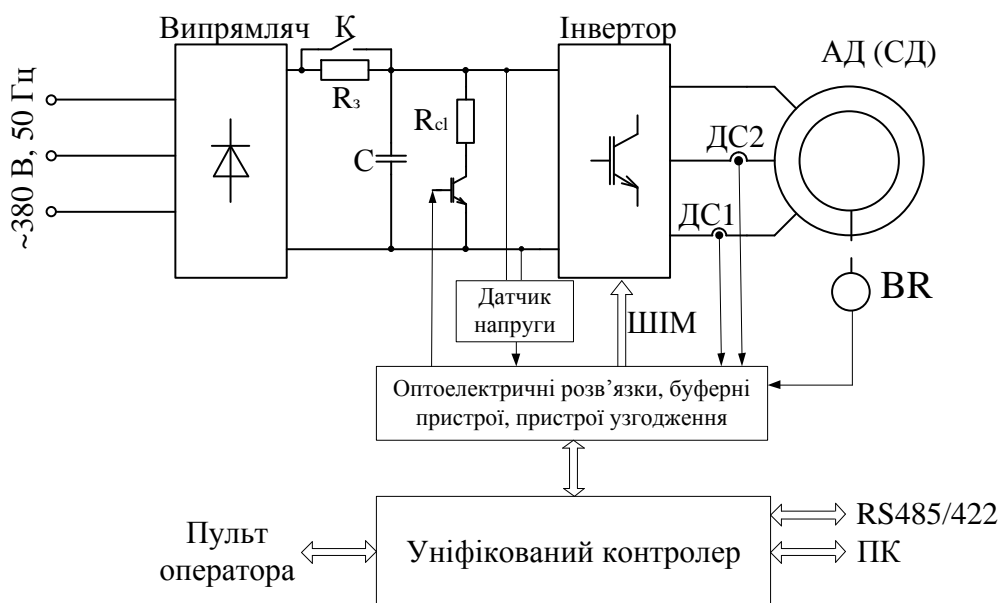 Випрямляч
К
Інвертор
АД (СД)
~380 В, 50 Гц
Rз
Rcl
С
ДС2
ДС1
BR
Датчик
напруги
ШІМ
Оптоелектричні розв’язки, буферні
пристрої, пристрої узгодження
Пульт
оператора
Уніфікований контролер
RS485/422
ПК